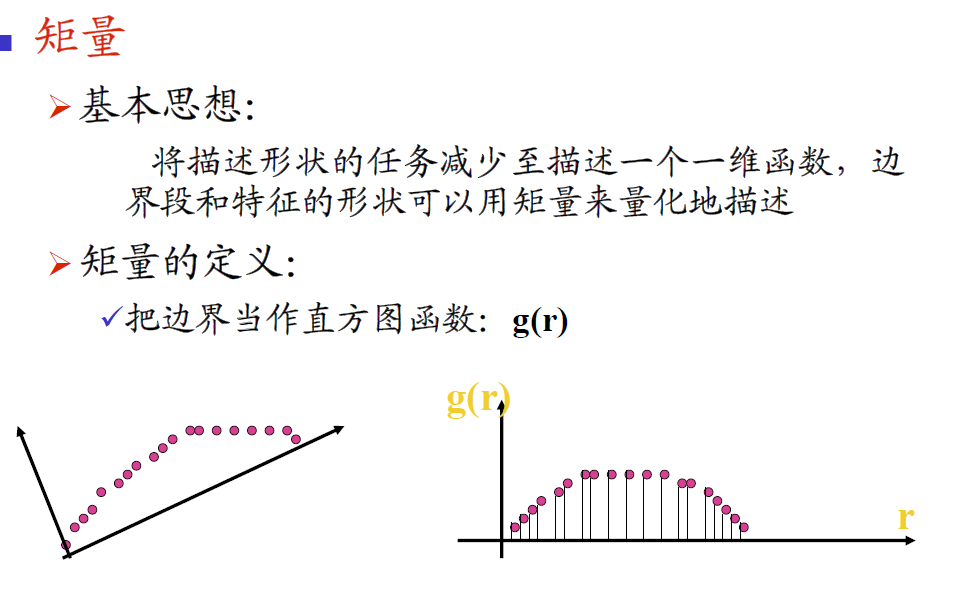 矩量
基本思想：
将描述形状的任务减少至描述一个一维函数，边
界段和特征的形状可以用矩量来量化地描述
矩量的定义：
把边界当作直方图函数：g(r)
g(r)
r